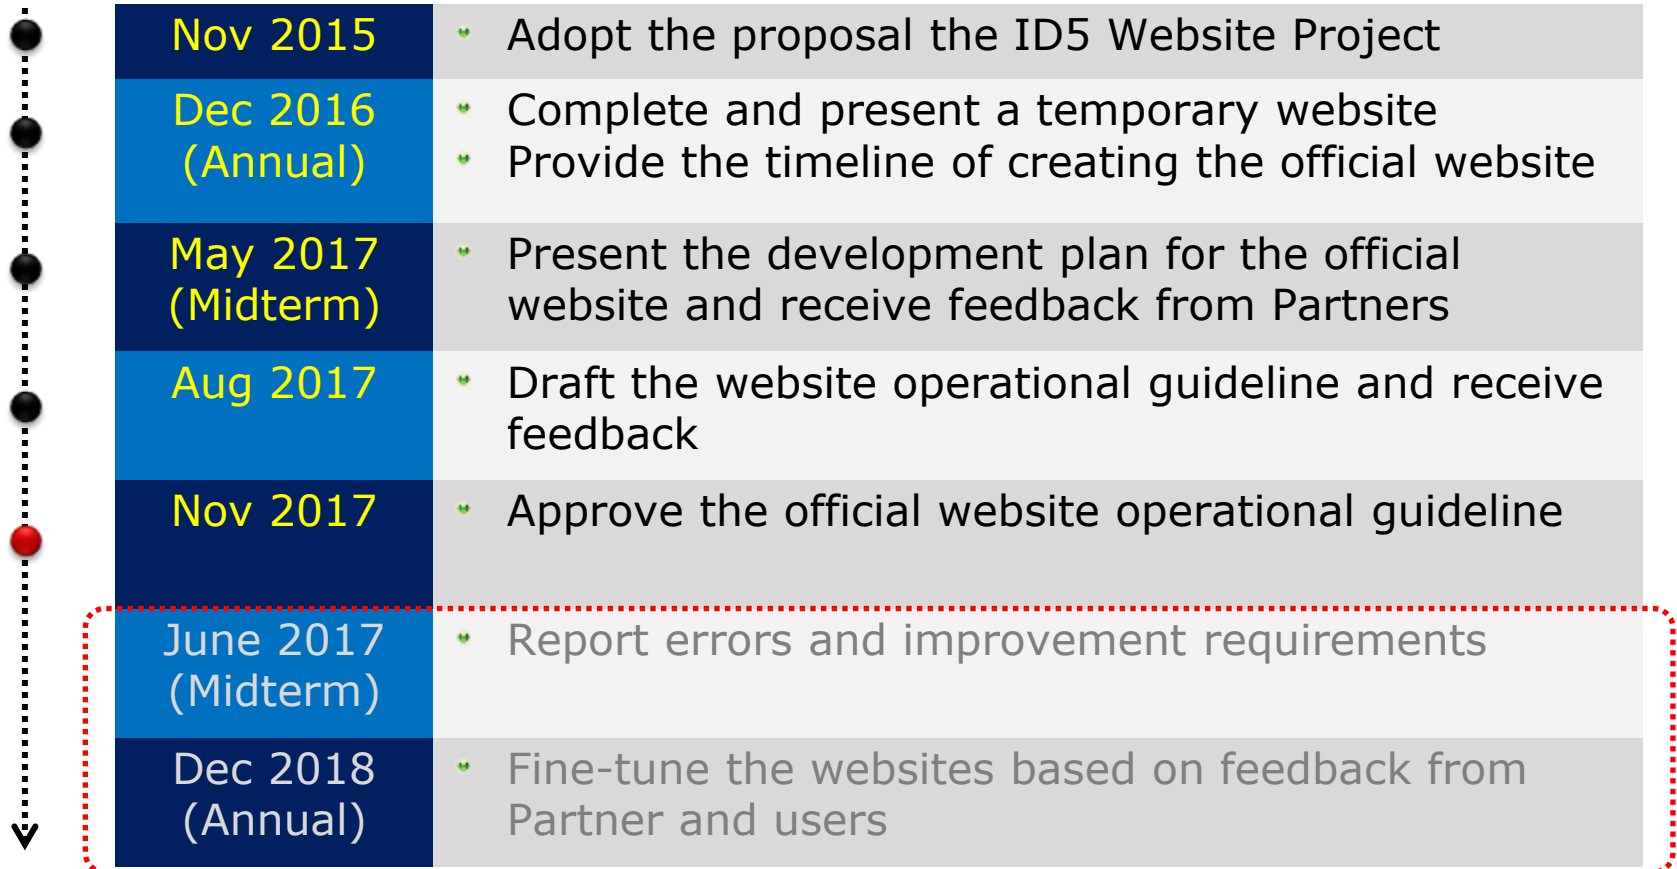 Nov 2015
Adopt the proposal the ID5 Website Project
Dec 2016
(Annual)
Complete and present a temporary website
Provide the timeline of creating the official website
May 2017
(Midterm)
Present the development plan for the official
website and receive feedback from Partners
Aug 2017
Draft the website operational guideline and receive
feedback
Nov 2017
Approve the official website operational guideline
June 2017
(Midterm)
Report errors and improvement requirements
Dec 2018
(Annual)
Fine-tune the websites based on feedback from
Partner and users